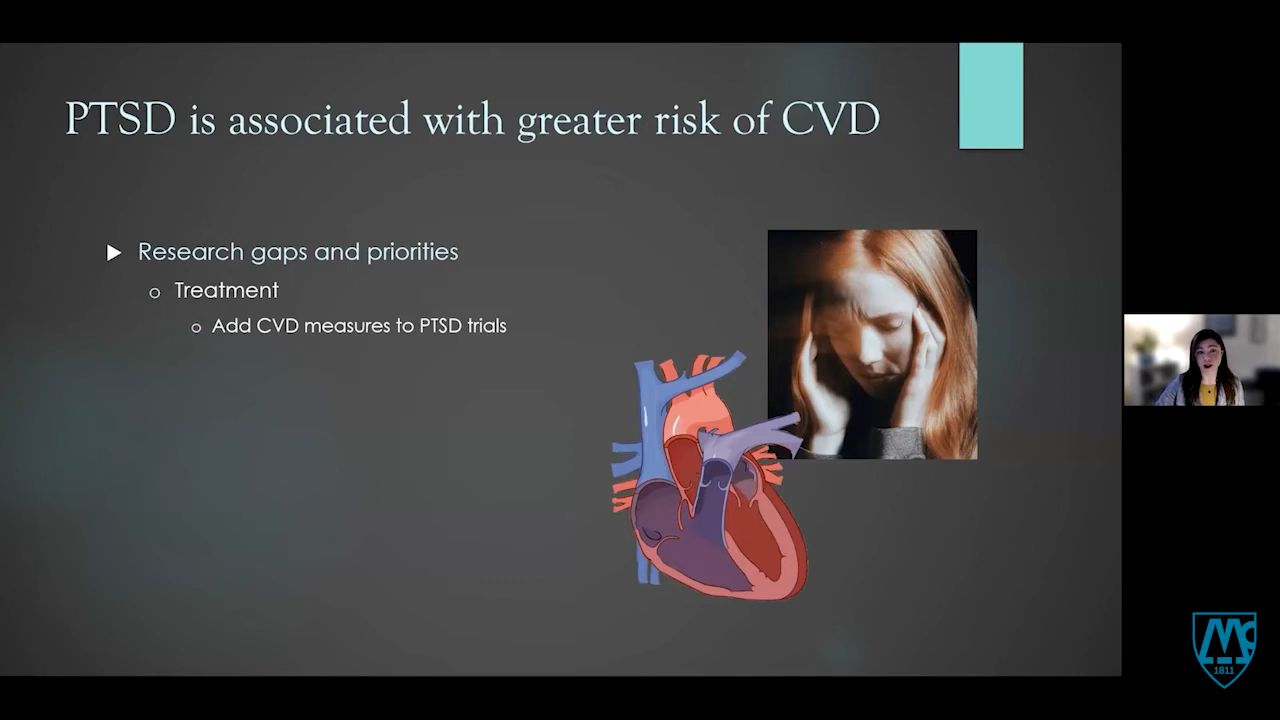 PTSD is associated with greater risk of CVD
Research gaps and priorities
Treatment
Add CVD measures to PTSD trials
Mc
1811